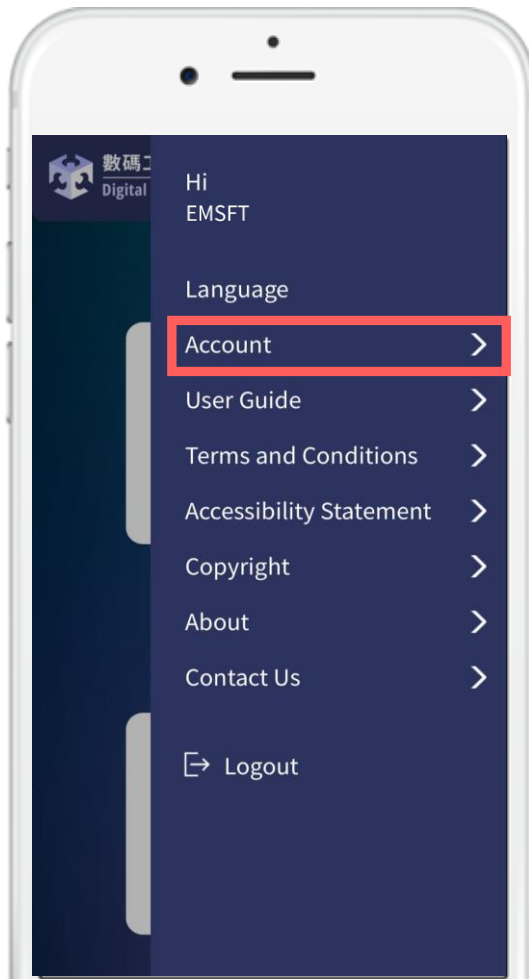 數碼工
Digital
Hi
EMSFT
Language
Account
User Guide
Terms and Conditions
Accessibility Statement
Copyright
About
Contact Us
Logout